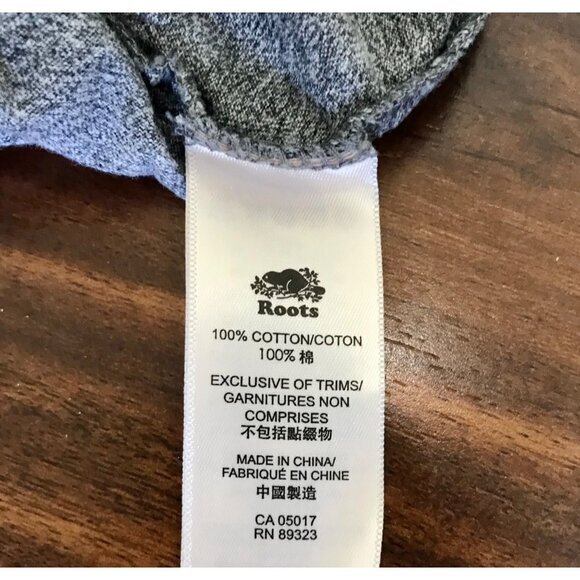 Roots
100% COTTON/COTON
100% 棉
EXCLUSIVE OF TRIMS/
GARNITURES NON
COMPRISES
不包括點綴物
MADE IN CHINA/
FABRIQUÉ EN CHINE
中國製造
CA 05017
RN 89323